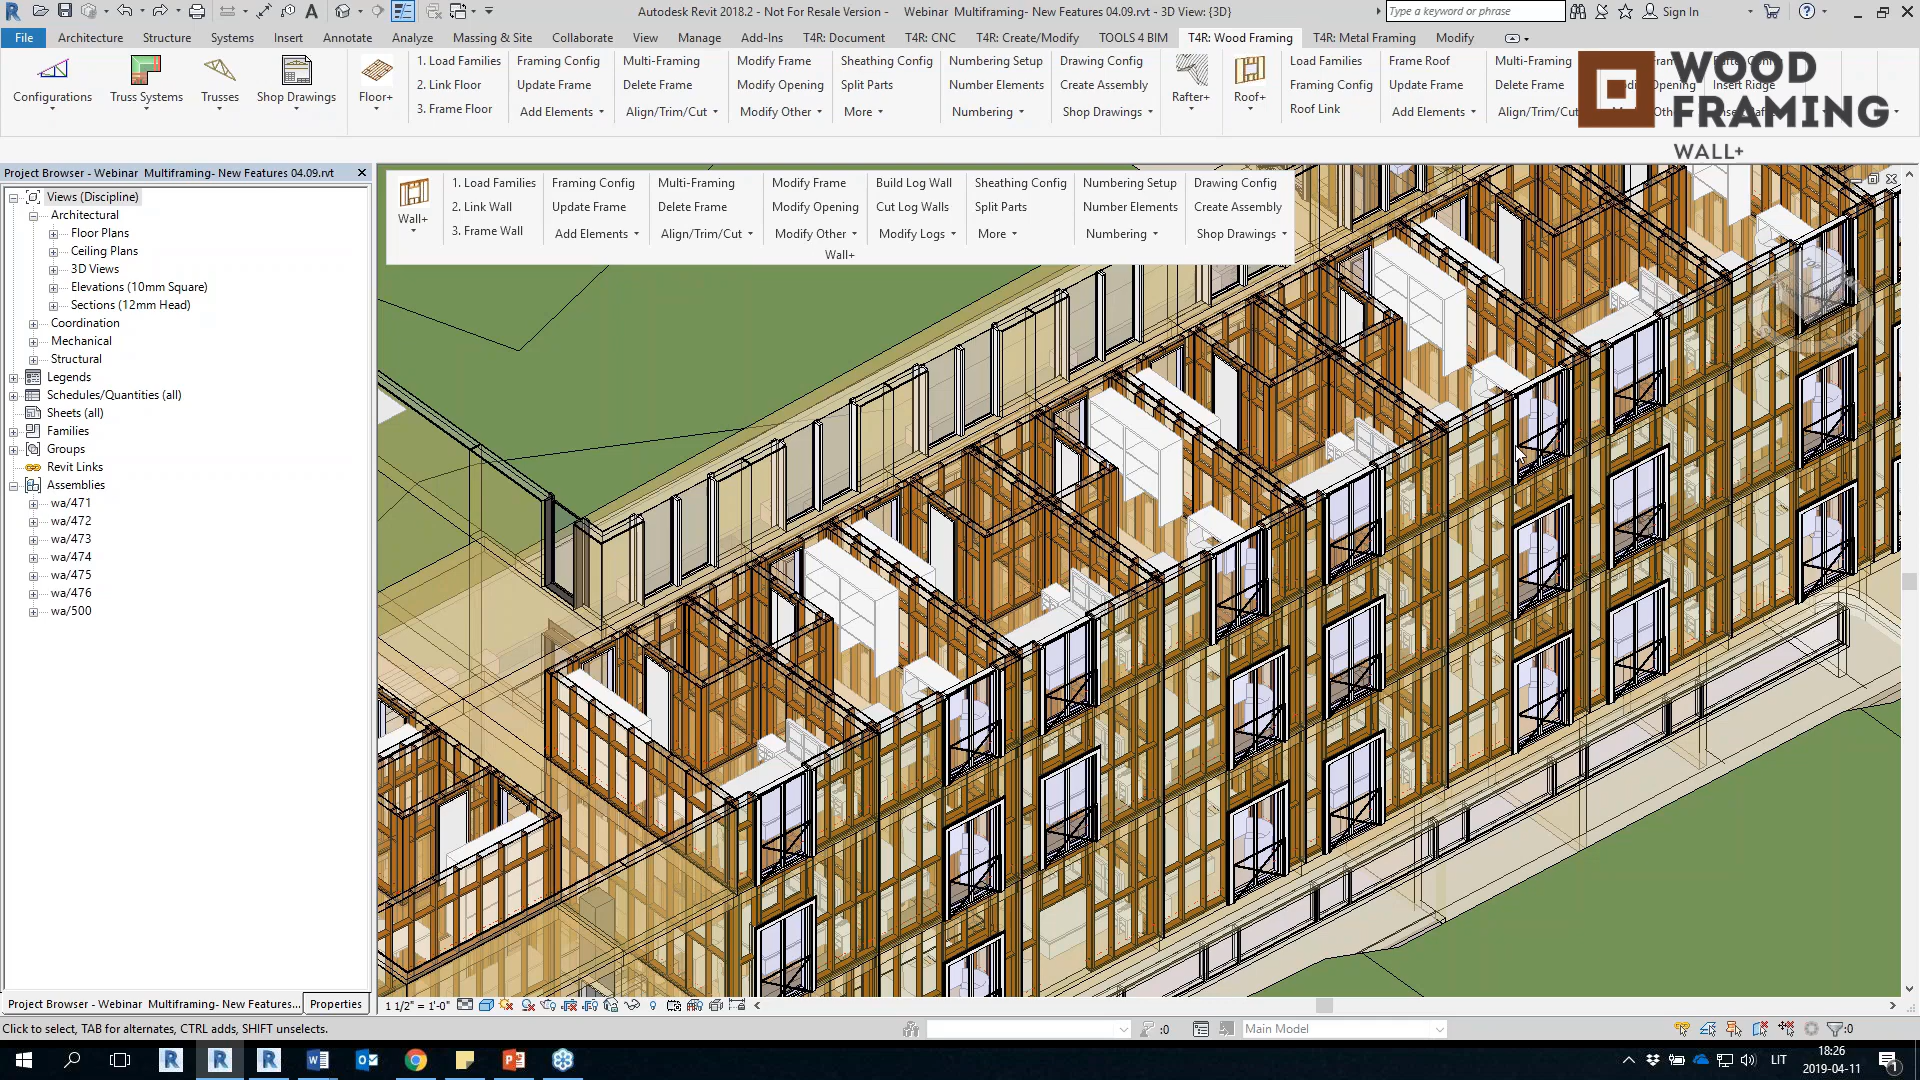 Autodesk Revit 2018.2 - Not For Resale Version - Webinar Multiframing- New Features 04.09.rvt - 3D View: {3D}
Type a keyword or phrase
Sign In
File Architecture Structure Systems Insert Annotate Analyze Massing & Site Collaborate View Manage Add-Ins T4R: Document T4R: CNC T4R: Create/Modify TOOLS 4 BIM T4R: Wood Framing T4R: Metal Framing Modify
Configurations
Truss Systems
Trusses
Shop Drawings
Floor+
1. Load Families Framing Config Multi-Framing Modify Frame Sheathing Config Numbering Setup Drawing Config
2. Link Floor Update Frame Delete Frame Modify Opening Split Parts Number Elements Create Assembly
3. Frame Floor Add Elements Align/Trim/Cut Modify Other More Numbering Shop Drawings
Rafter+
Roof+
Load Families Frame Roof Multi-Framing
Framing Config Update Frame Delete Frame Insert Ridge
Roof Link Add Elements Align/Trim/Cut
WOOD
FRAMING
WALL+
Project Browser - Webinar Multiframing- New Features 04.09.rvt
Views (Discipline)
Architectural
Floor Plans
Ceiling Plans
3D Views
Elevations (10mm Square)
Sections (12mm Head)
Coordination
Mechanical
Structural
Legends
Schedules/Quantities (all)
Sheets (all)
Families
Groups
Revit Links
Assemblies
wa/471
wa/472
wa/473
wa/474
wa/475
wa/476
wa/500
Wall+
1. Load Families Framing Config Multi-Framing Modify Frame Build Log Wall Sheathing Config Numbering Setup Drawing Config
2. Link Wall Update Frame Delete Frame Modify Opening Cut Log Walls Split Parts Number Elements Create Assembly
3. Frame Wall Add Elements Align/Trim/Cut Modify Other Modify Logs More Numbering Shop Drawings
Wall+
Project Browser - Webinar Multiframing- New Features... Properties
1 1/2" = 1'-0"
Click to select, TAB for alternates, CTRL adds, SHIFT unselects.
:0
Main Model
:0
LIT
18:26
2019-04-11
1